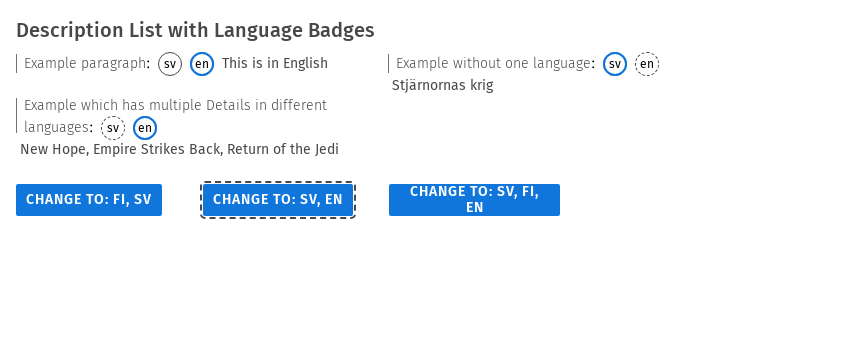 Description List with Language Badges
Example paragraph: sv en This is in English
Example without one language: sv en
Stjärnornas krig
Example which has multiple Details in different
languages: sv en
New Hope, Empire Strikes Back, Return of the Jedi
CHANGE TO: FI, SV
CHANGE TO: SV, EN
CHANGE TO: SV, FI,
EN